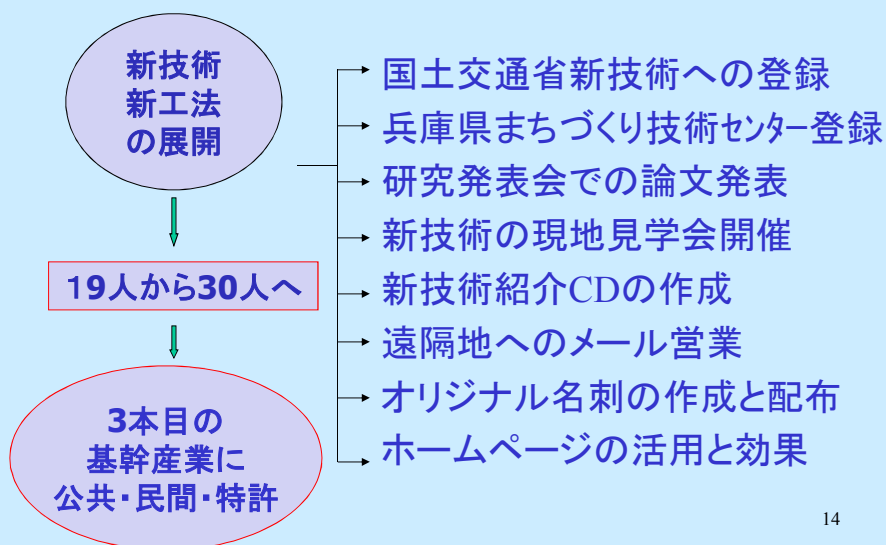 新技術
新工法
の展開
19人から30人へ
3本目の
基幹産業に
公共・民間・特許
国土交通省新技術への登録
兵庫県まちづくり技術センター登録
研究発表会での論文発表
新技術の現地見学会開催
新技術紹介CDの作成
遠隔地へのメール営業
オリジナル名刺の作成と配布
ホームページの活用と効果
14